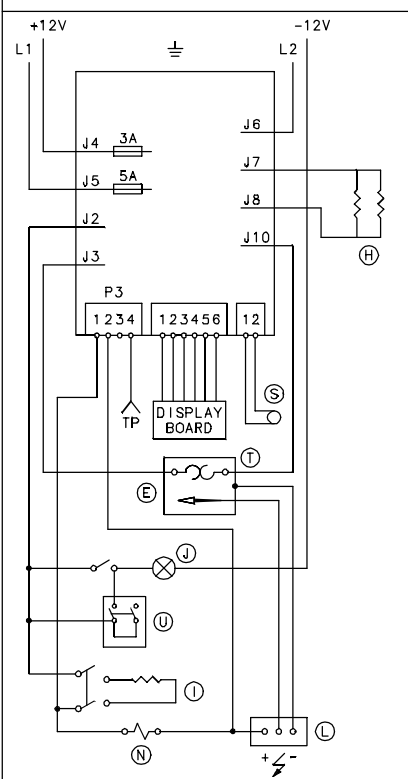 +12V -12V
L1 L2
J4 3A J6
J5 5A J7
J2 J8
J3 J10
H
P3
1234 123456 12
S
TP DISPLAY
BOARD
T
E
J
U
I
L
N
+ -